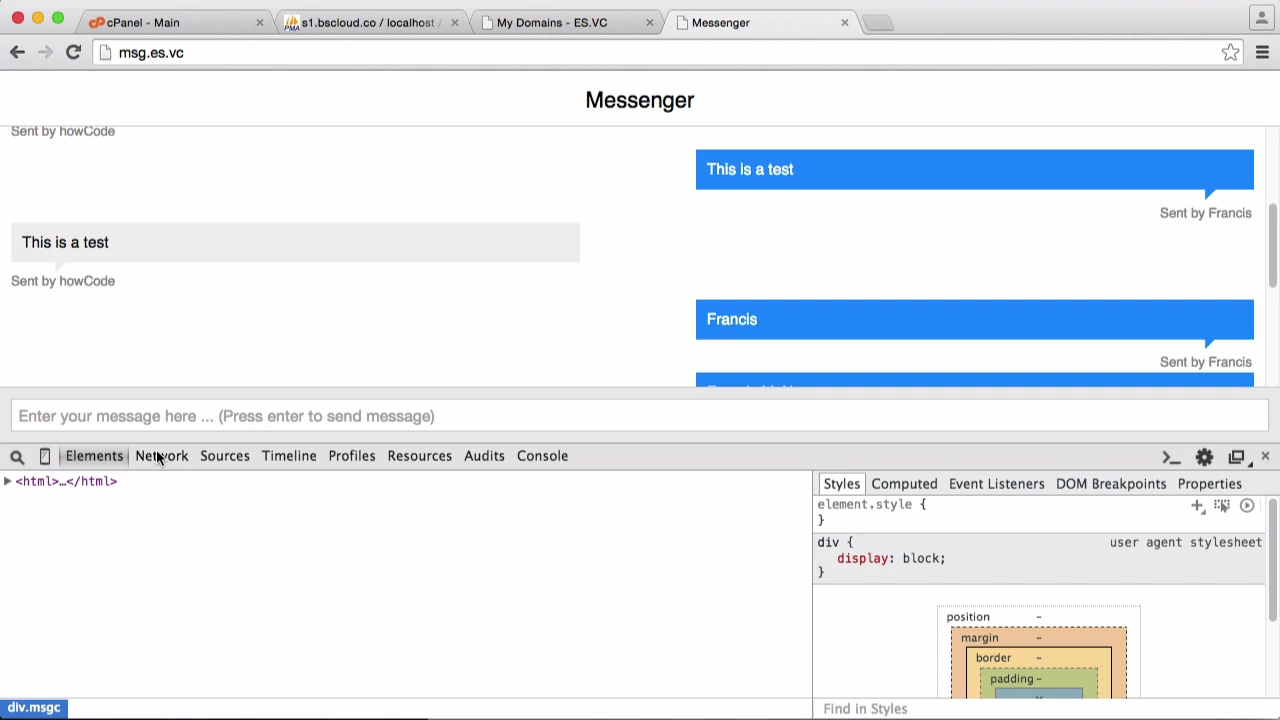 cPanel - Main
s1.bscloud.co / localhost /
My Domains - ES.VC
Messenger
msg.es.vc
Messenger
Sent by howCode
This is a test
Sent by Francis
This is a test
Sent by howCode
Francis
Sent by Francis
Enter your message here ... (Press enter to send message)
Elements Network Sources Timeline Profiles Resources Audits Console
<html>…</html>
Styles Computed Event Listeners DOM Breakpoints Properties
element.style {
}
div { user agent stylesheet
display: block;
}
position -
margin -
border -
padding -
div.msgc
Find in Styles